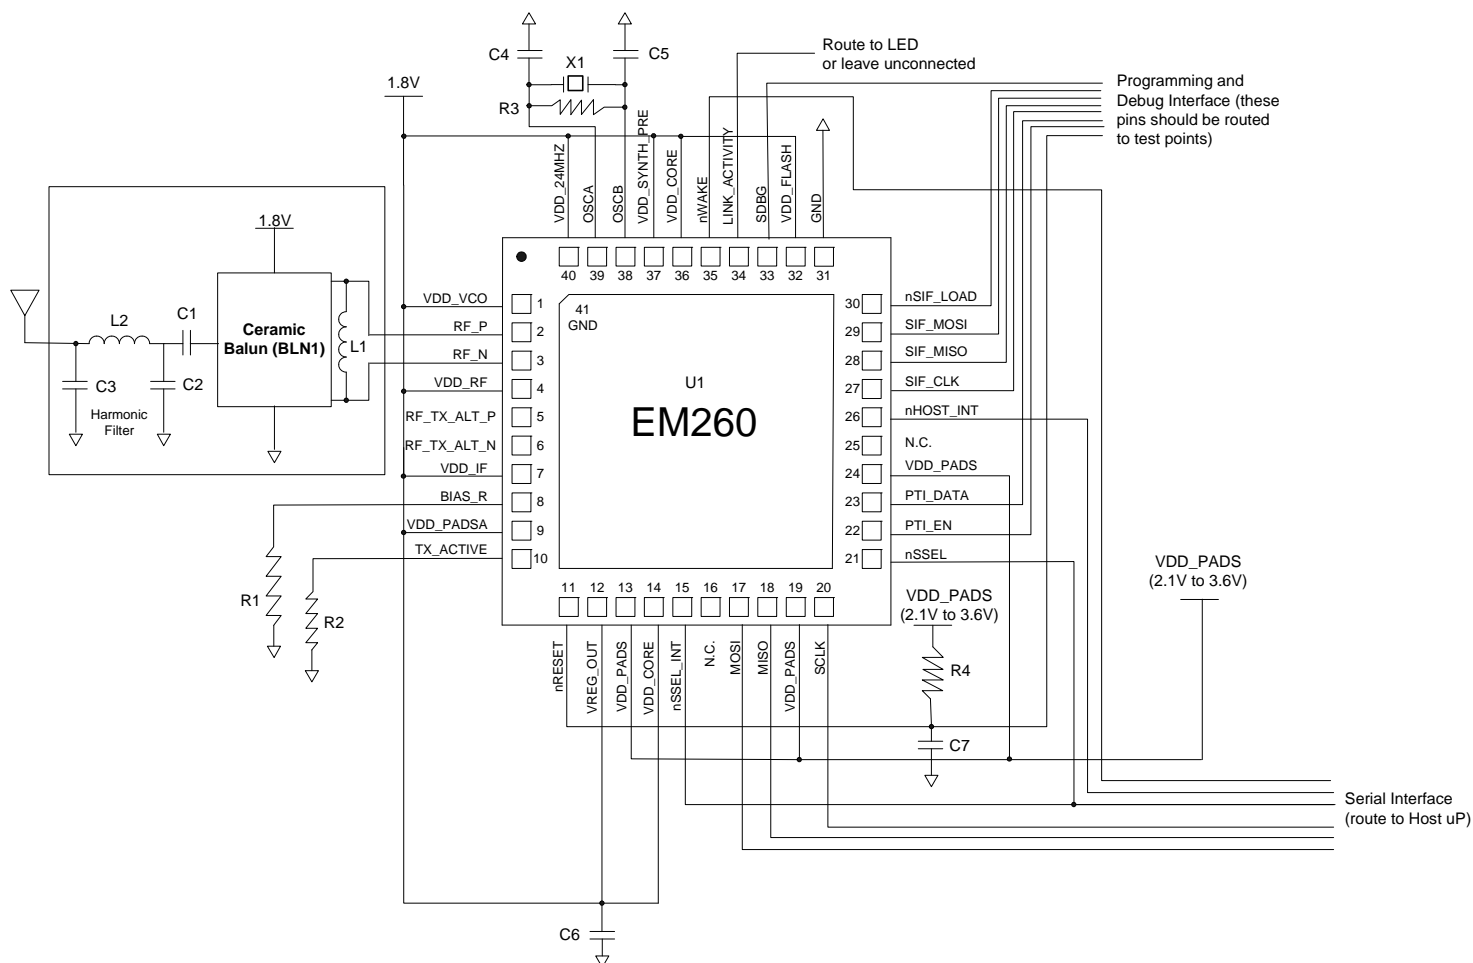 Route to LED
or leave unconnected
C4
C5
X1
R3
1.8V
Programming and
Debug Interface (these
pins should be routed
to test points)
VDD_24MHZ
OSCA
OSCB
VDD_SYNTH_PRE
VDD_CORE
nWAKE
LINK_ACTIVITY
SDBG
VDD_FLASH
GND
40
39
38
37
36
35
34
33
32
31
1.8V
Ceramic
Balun (BLN1)
L1
L2
C1
C3
C2
Harmonic
Filter
VDD_VCO
1
RF_P
2
RF_N
3
VDD_RF
4
RF_TX_ALT_P
5
RF_TX_ALT_N
6
VDD_IF
7
BIAS_R
8
VDD_PADSA
9
TX_ACTIVE
10
R1
R2
41
GND
U1
EM260
30
nSIF_LOAD
29
SIF_MOSI
28
SIF_MISO
27
SIF_CLK
26
nHOST_INT
25
N.C.
24
VDD_PADS
23
PTI_DATA
22
PTI_EN
21
nSSEL
11
12
13
14
15
16
17
18
19
20
nRESET
VREG_OUT
VDD_PADS
VDD_CORE
nSSEL_INT
N.C.
MOSI
MISO
VDD_PADS
SCLK
VDD_PADS
(2.1V to 3.6V)
R4
C7
VDD_PADS
(2.1V to 3.6V)
Serial Interface
(route to Host uP)
C6